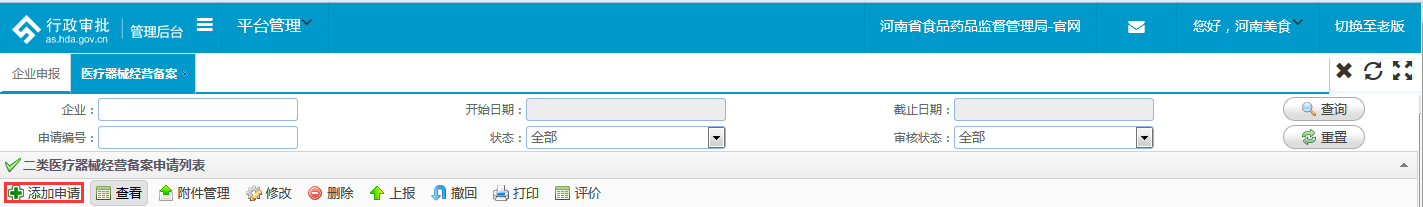 行政审批 管理后台 平台管理 河南省食品药品监督管理局-官网 您好，河南美食 切换至老版
as.hda.gov.cn
企业申报 医疗器械经营备案 ×
企业： 开始日期： 截止日期： 查询
申请编号： 状态： 全部 审核状态： 全部 重置
二类医疗器械经营备案申请列表
添加申请 查看 附件管理 修改 删除 上报 撤回 打印 评价